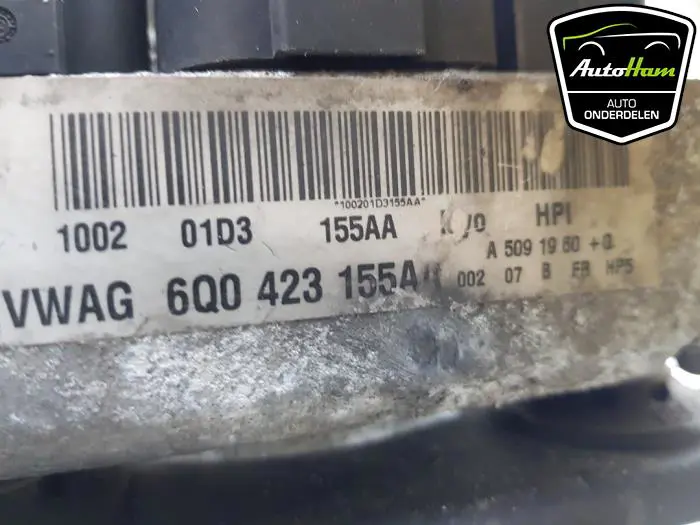 AutoHam
AUTO
ONDERDELEN
*100201D3155AA*
1002 01D3 155AA HPI
A 509 19 60 +0
VWAG 6Q0 423 155A 002 07 B FB HP5